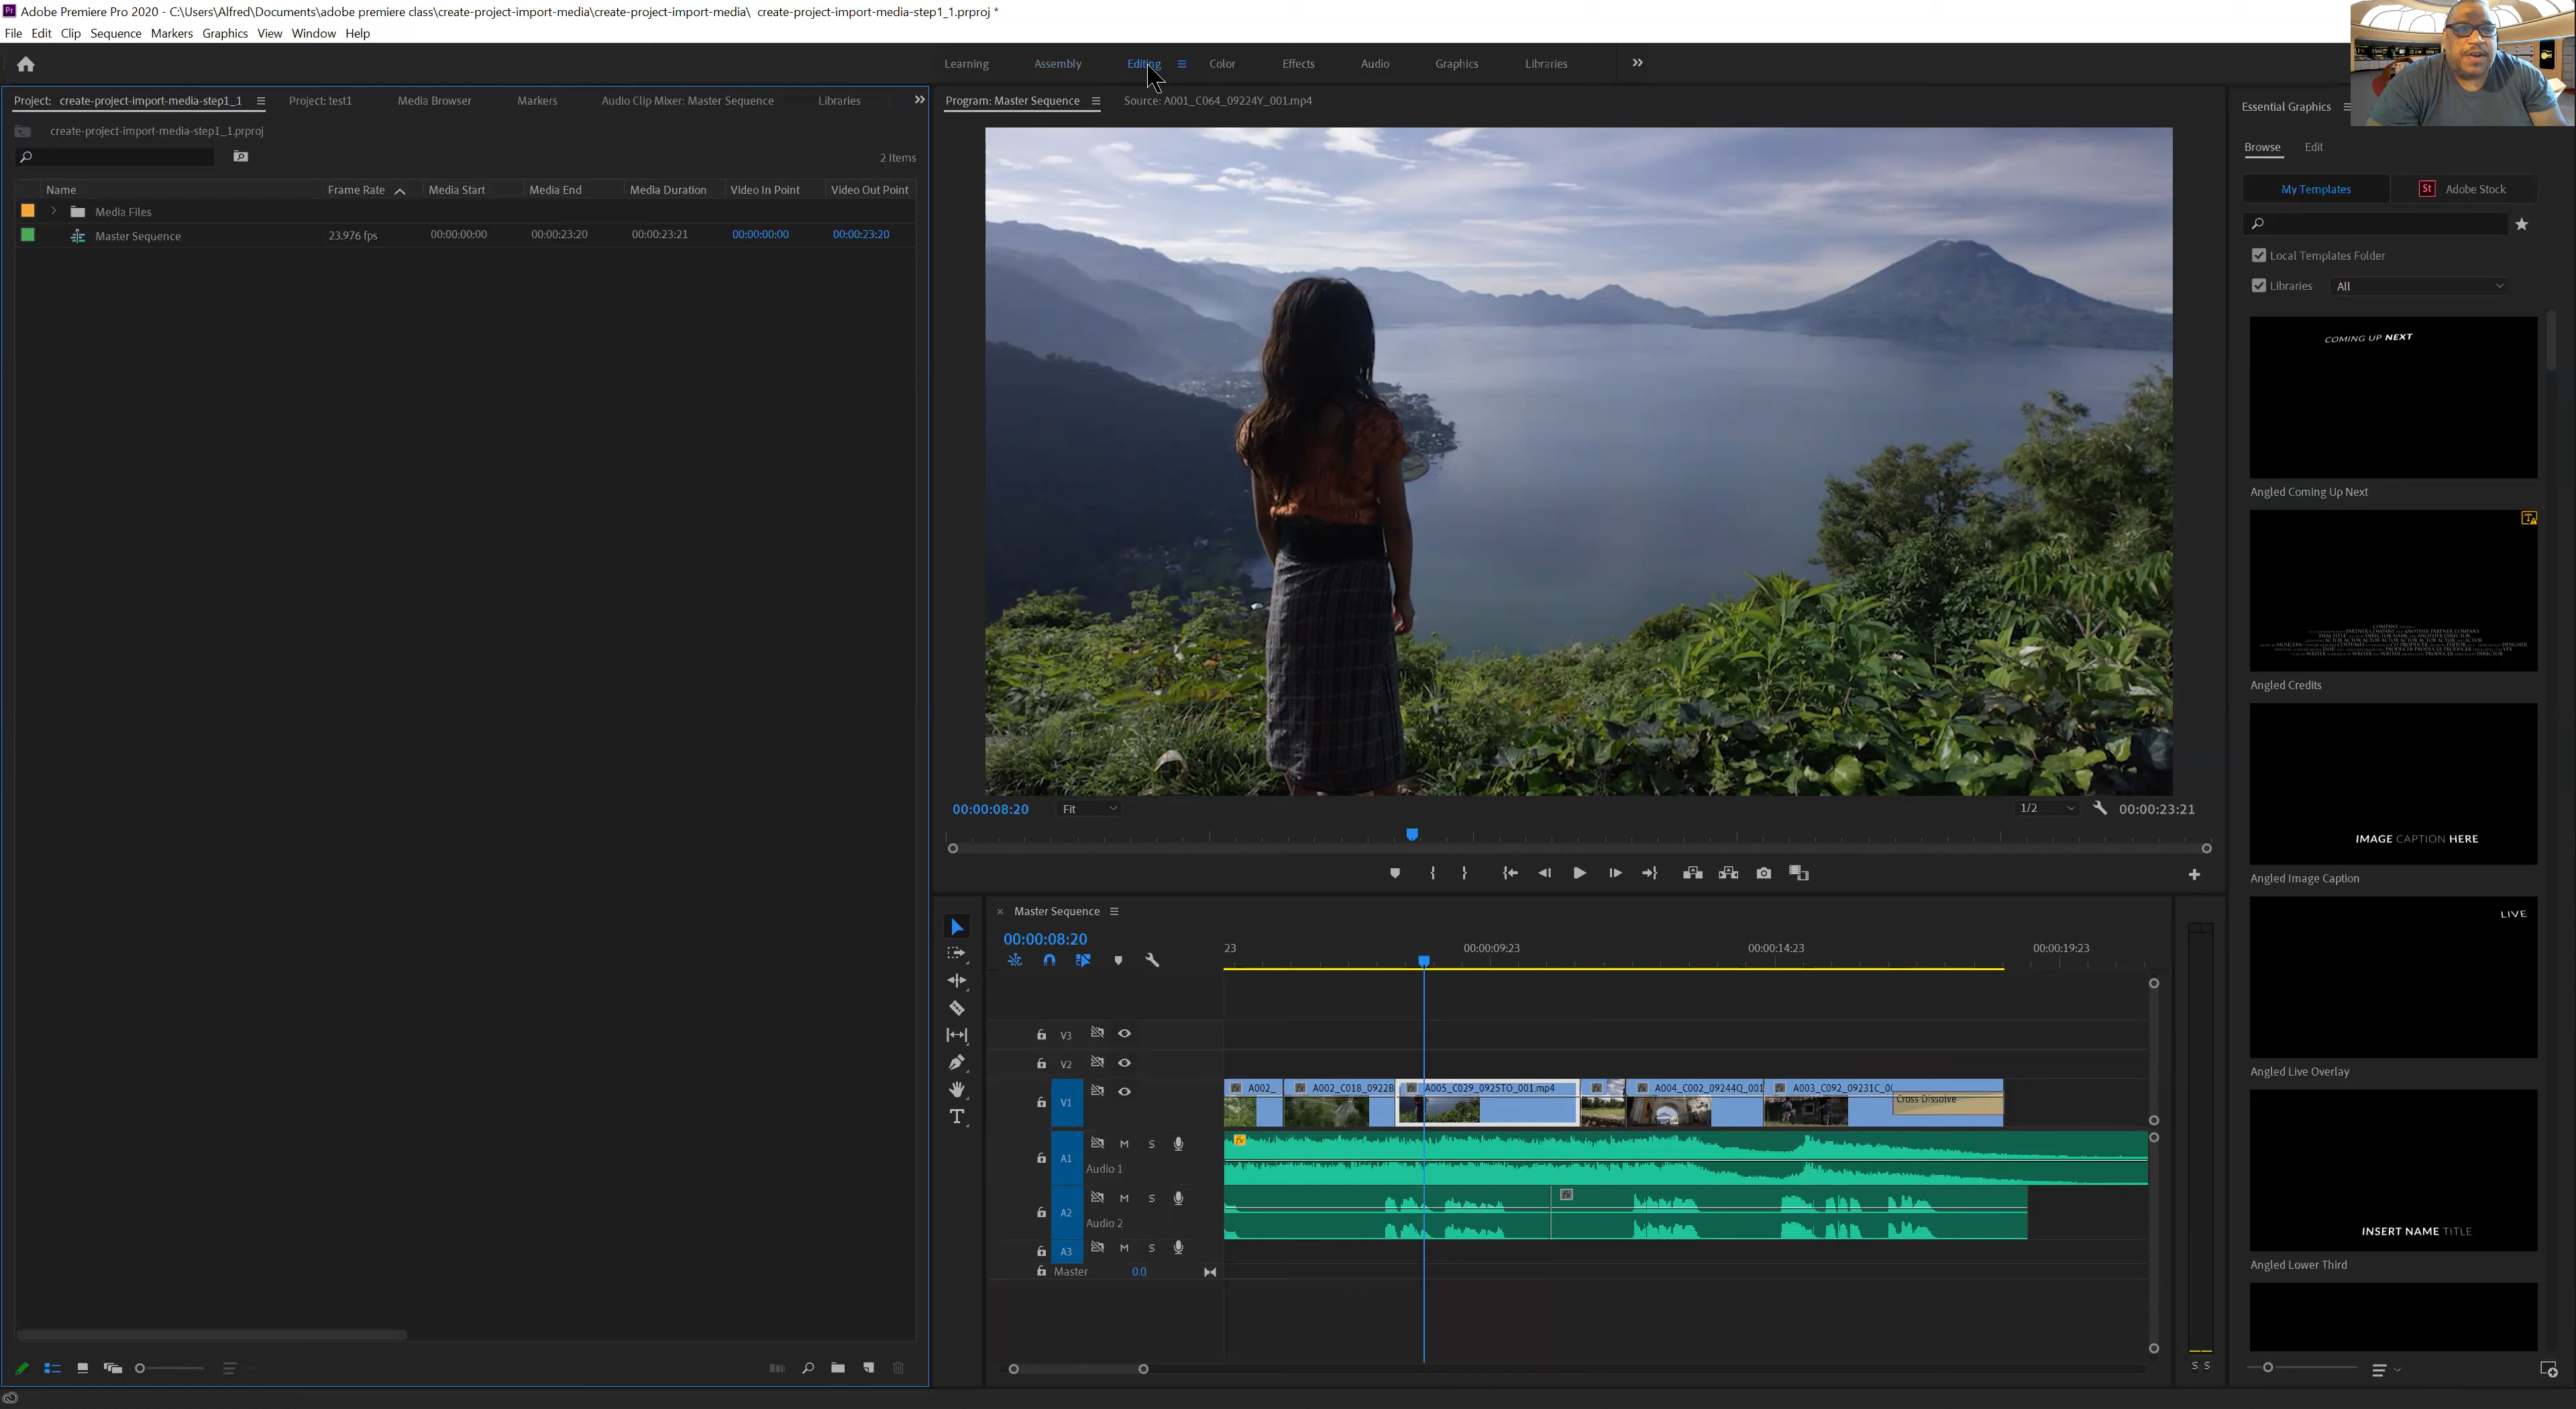 Adobe Premiere Pro 2020 - C:\Users\Alfred\Documents\adobe premiere class\create-project-import-media\create-project-import-media\ create-project-import-media-step1_1.prproj *
File Edit Clip Sequence Markers Graphics View Window Help
Learning Assembly Editing Color Effects Audio Graphics Libraries
Project: create-project-import-media-step1_1 Project: test1 Media Browser Markers Audio Clip Mixer: Master Sequence Libraries
create-project-import-media-step1_1.prproj
2 Items
Name Frame Rate Media Start Media End Media Duration Video In Point Video Out Point
Media Files
Master Sequence 23.976 fps 00:00:00:00 00:00:23:20 00:00:23:21 00:00:00:00 00:00:23:20
Program: Master Sequence Source: A001_C064_09224Y_001.mp4
00:00:08:20 Fit 1/2 00:00:23:21
Master Sequence
00:00:08:20
23 00:00:09:23 00:00:14:23 00:00:19:23
V3
V2
V1
A002_ A002_C018_0922B A005_C029_0925TO_001.mp4 A004_C002_09244Q_001 A003_C092_09231C_0
Cross Dissolve
A1 M S
Audio 1
A2 M S
Audio 2
A3 M S
Master 0.0
S S
Essential Graphics
Browse Edit
My Templates St Adobe Stock
Local Templates Folder
Libraries All
COMING UP NEXT
Angled Coming Up Next
Angled Credits
IMAGE CAPTION HERE
Angled Image Caption
LIVE
Angled Live Overlay
INSERT NAME TITLE
Angled Lower Third